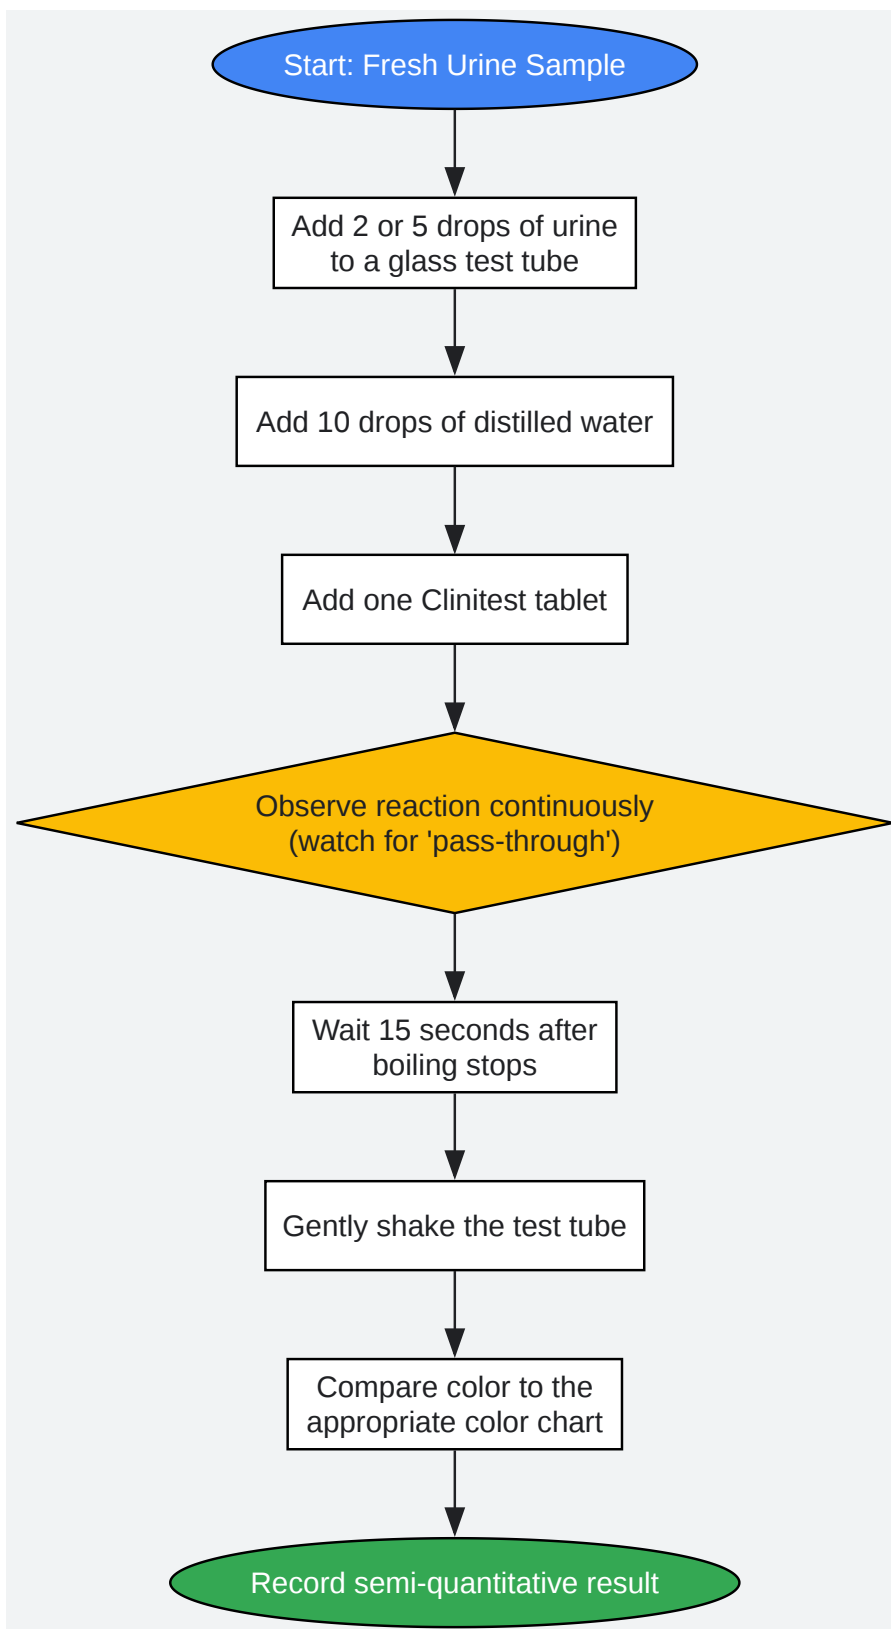 Start: Fresh Urine Sample
Add 2 or 5 drops of urine
to a glass test tube
Add 10 drops of distilled water
Add one Clinitest tablet
Observe reaction continuously
(watch for 'pass-through')
Wait 15 seconds after
boiling stops
Gently shake the test tube
Compare color to the
appropriate color chart
Record semi-quantitative result